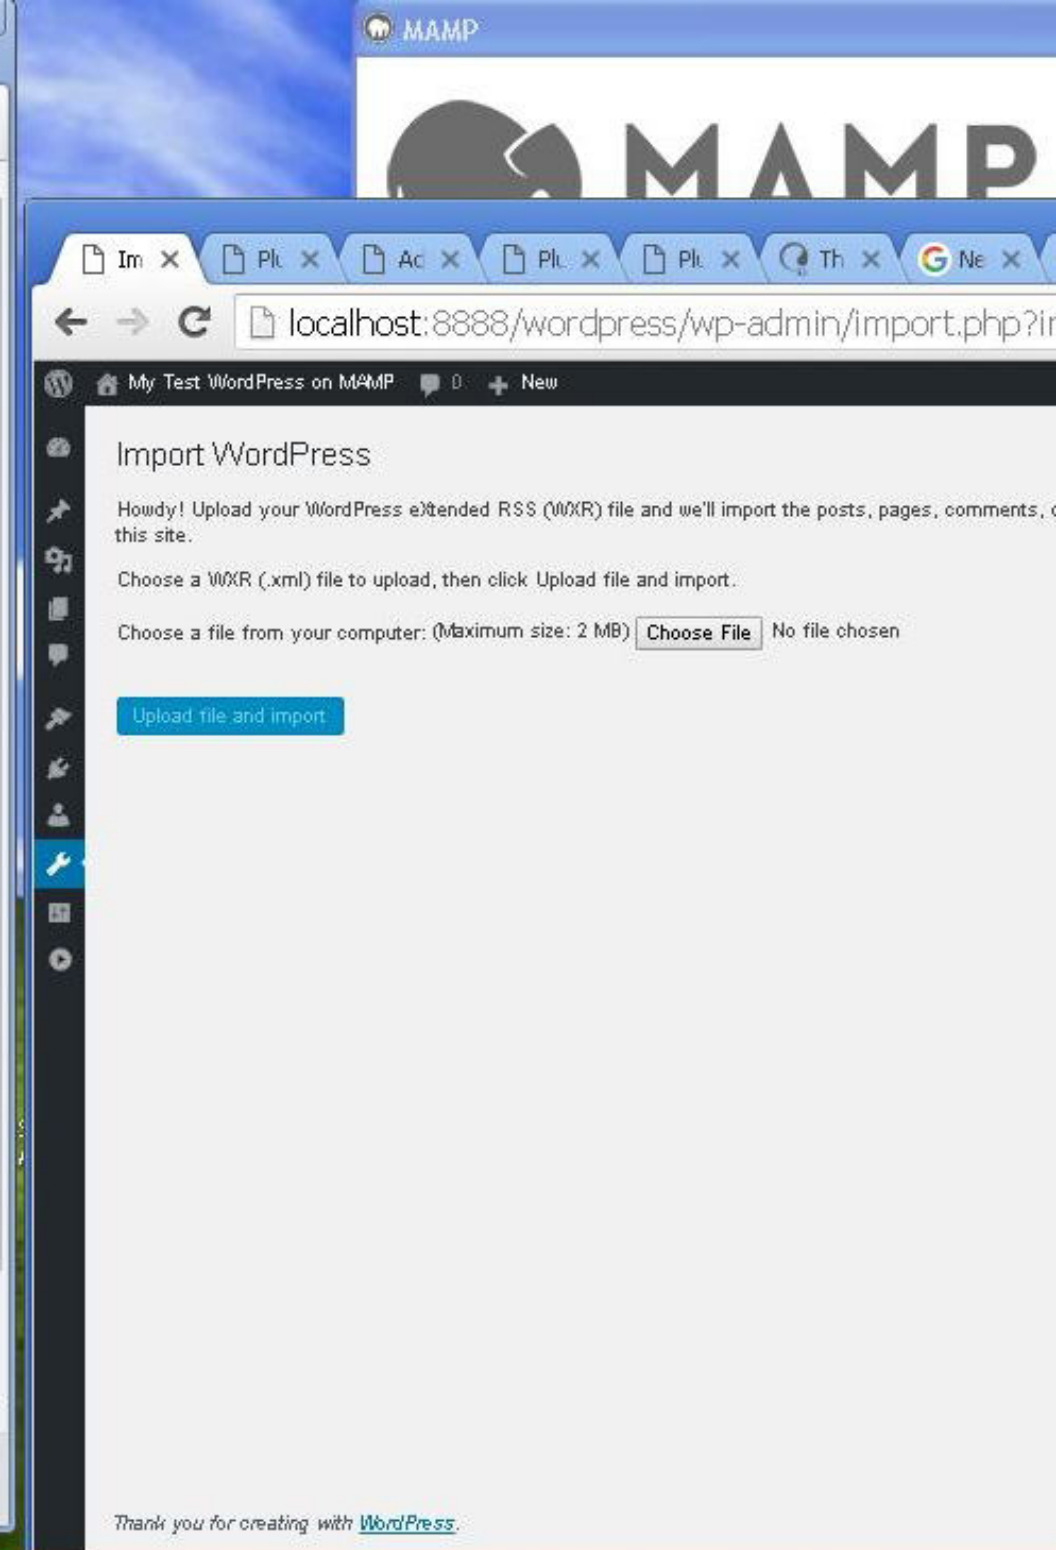 MAMP
MAMP
Im Plu Ac Plu Plu Th Ne
localhost:8888/wordpress/wp-admin/import.php?i
My Test WordPress on MAMP 0 New
Import WordPress
Howdy! Upload your WordPress eXtended RSS (WXR) file and we'll import the posts, pages, comments,
this site.
Choose a WXR (.xml) file to upload, then click Upload file and import.
Choose a file from your computer: (Maximum size: 2 MB) Choose File No file chosen
Upload file and import
Thank you for creating with WordPress.